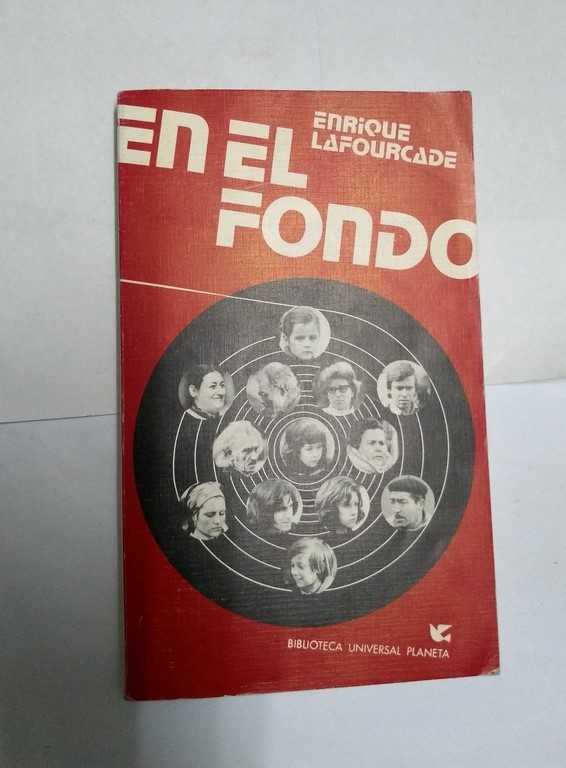 EN EL
FONDO
ENRIQUE
LAFOURCADE
BIBLIOTECA UNIVERSAL PLANETA